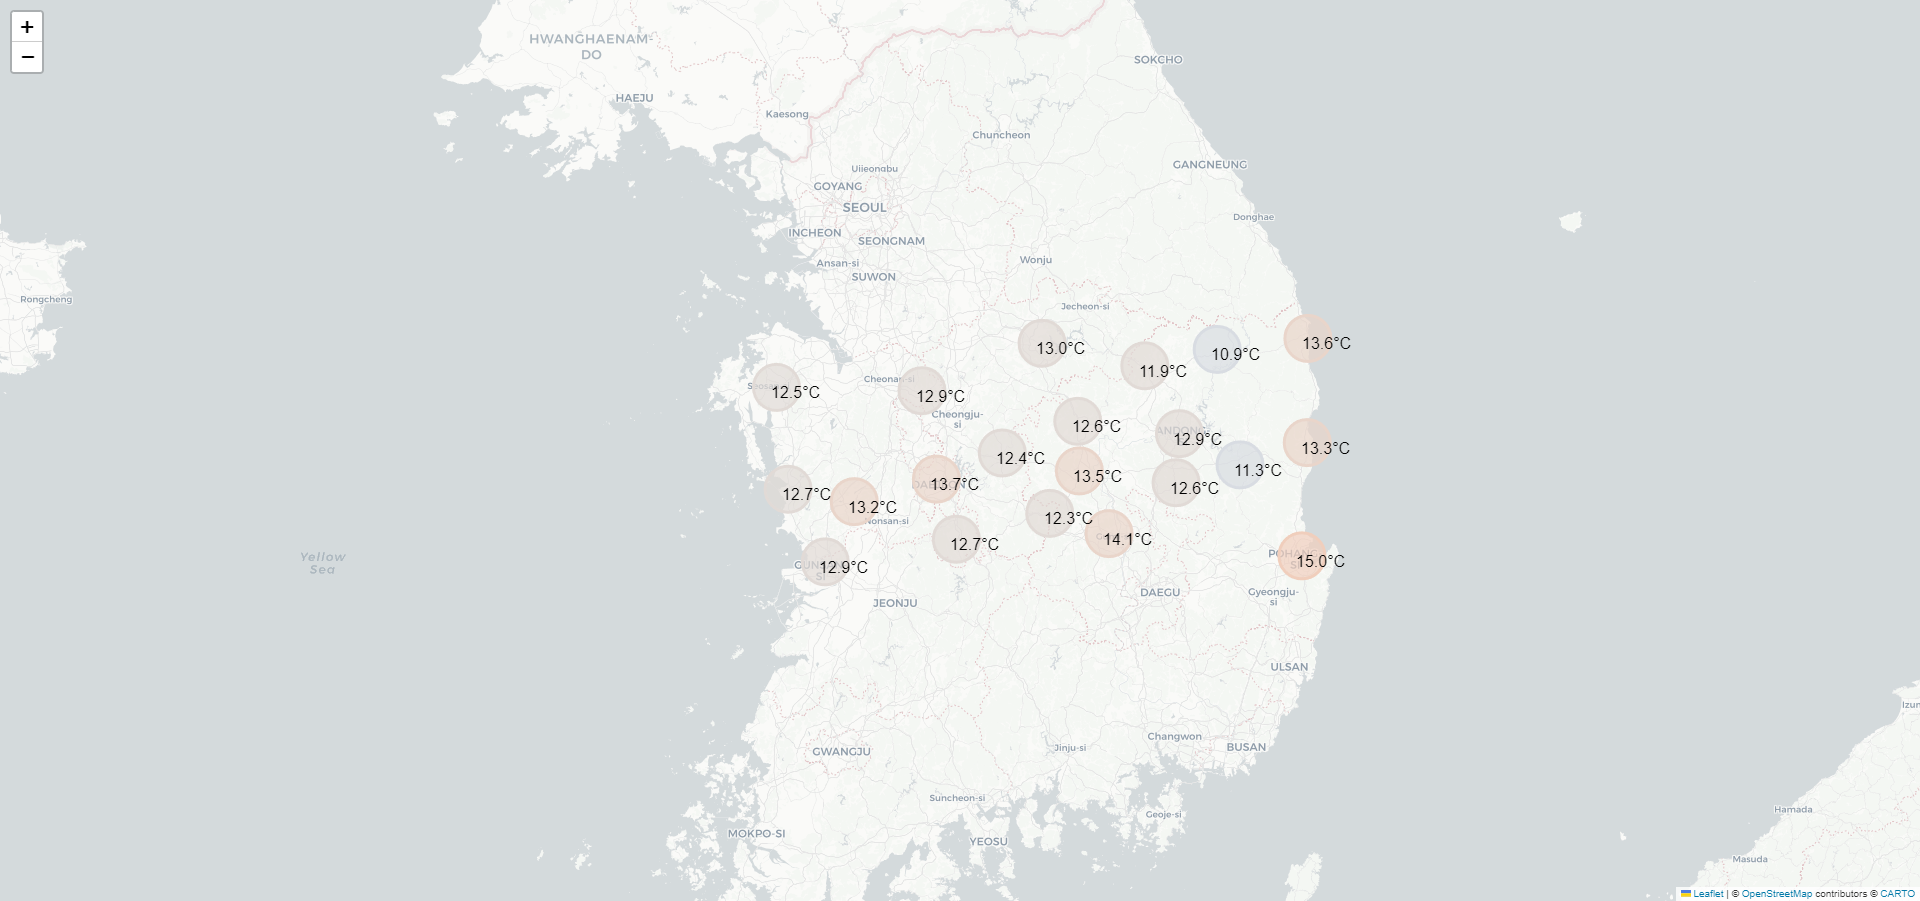 +
−
HWANGHAENAM-
DO
SOKCHO
HAEJU
Kaesong
Chuncheon
GANGNEUNG
Uijeongbu
GOYANG
SEOUL
Donghae
INCHEON
SEONGNAM
Ansan-si
Wonju
SUWON
Rongcheng
Jecheon-si
13.0°C
11.9°C
10.9°C
13.6°C
Cheonan-si
12.5°C
12.9°C
Cheongju-
si
12.6°C
ANDONG
12.9°C
13.3°C
12.4°C
13.5°C
11.3°C
13.7°C
12.6°C
12.7°C
13.2°C
Nonsan-si
12.3°C
14.1°C
12.7°C
Yellow
Sea
POHANG-
SI
15.0°C
12.9°C
DAEGU
Gyeongju-
si
JEONJU
ULSAN
Changwon
GWANGJU
Jinju-si
BUSAN
Suncheon-si
Geoje-si
Hamada
MOKPO-SI
YEOSU
Masuda
Leaflet | © OpenStreetMap contributors © CARTO